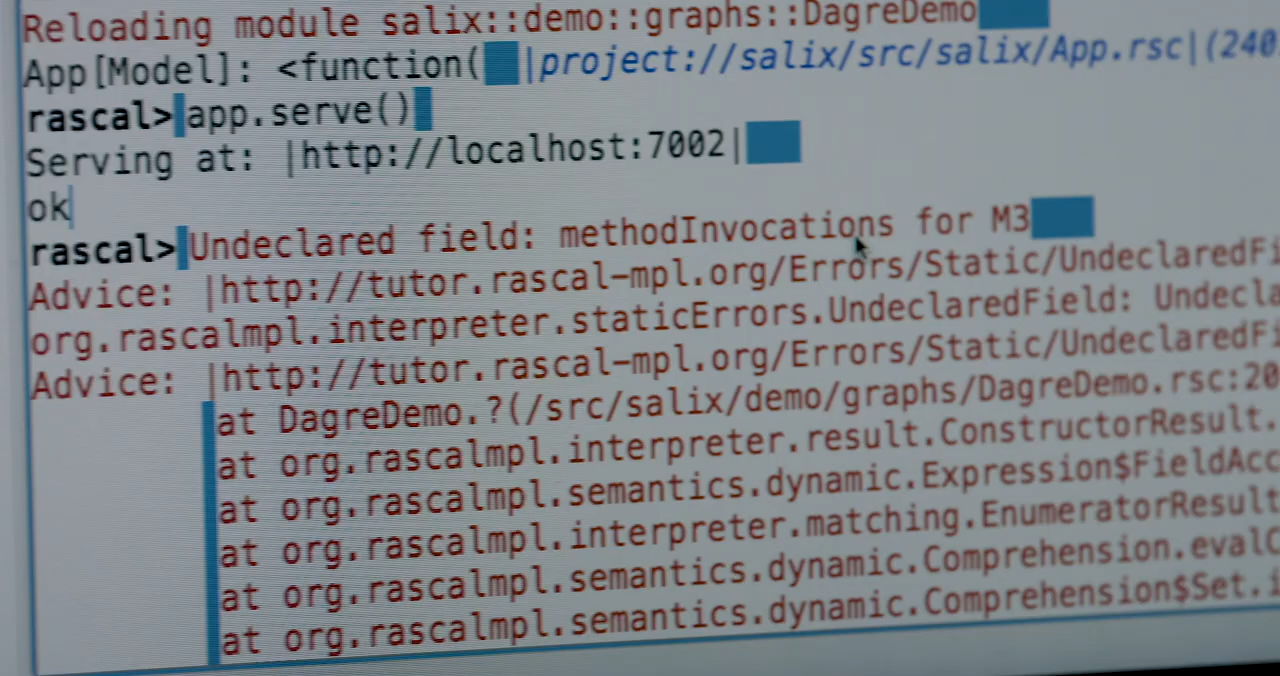 Reloading module salix::demo::graphs::DagreDemo
App[Model]: <function( |project://salix/src/salix/App.rsc|(240
rascal>app.serve()
Serving at: |http://localhost:7002|
ok
rascal>Undeclared field: methodInvocations for M3
Advice: |http://tutor.rascal-mpl.org/Errors/Static/UndeclaredFi
org.rascalmpl.interpreter.staticErrors.UndeclaredField: Undecla
Advice: |http://tutor.rascal-mpl.org/Errors/Static/UndeclaredFi
at DagreDemo.?(/src/salix/demo/graphs/DagreDemo.rsc:20
at org.rascalmpl.interpreter.result.ConstructorResult.
at org.rascalmpl.semantics.dynamic.Expression$FieldAcc
at org.rascalmpl.interpreter.matching.EnumeratorResult
at org.rascalmpl.semantics.dynamic.Comprehension.evalC
at org.rascalmpl.semantics.dynamic.Comprehension$Set.i